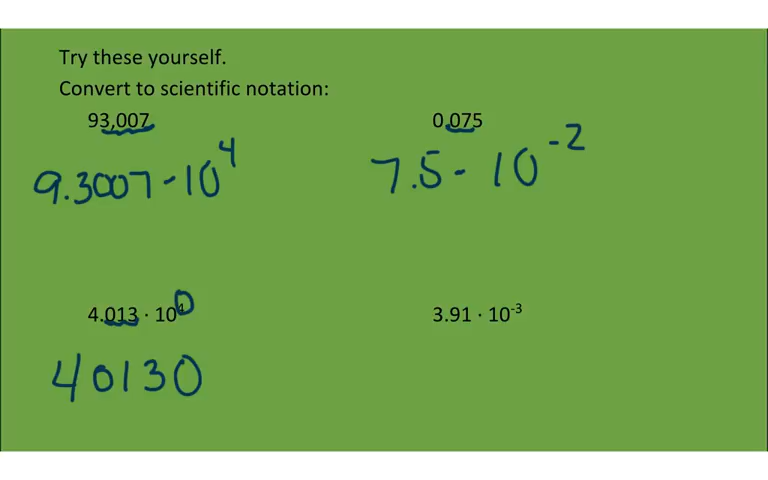 Try these yourself.
Convert to scientific notation:
93,007
0.075
9.3007 · 10⁴
7.5 · 10⁻²
4.013 · 10⁴
3.91 · 10⁻³
40130